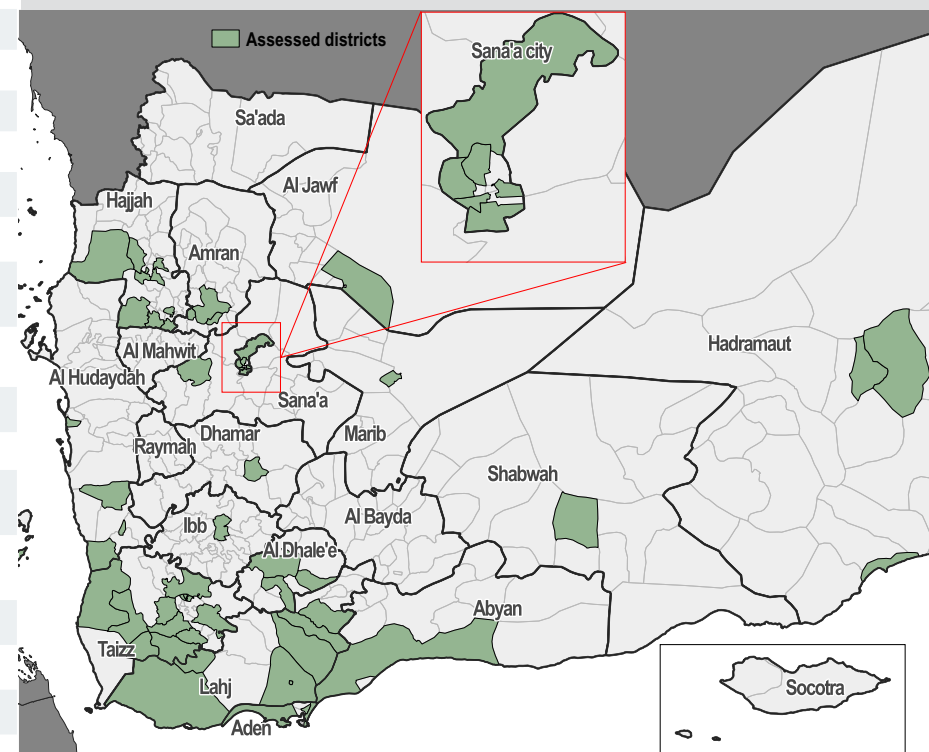 Assessed districts
Sana'a city
Sa'ada
Al Jawf
Hajjah
Amran
Hadramaut
Al Mahwit
Al Hudaydah
Sana'a
Dhamar
Marib
Raymah
Shabwah
Al Bayda
Ibb
Al Dhale'e
Abyan
Taizz
Lahj
Socotra
Aden